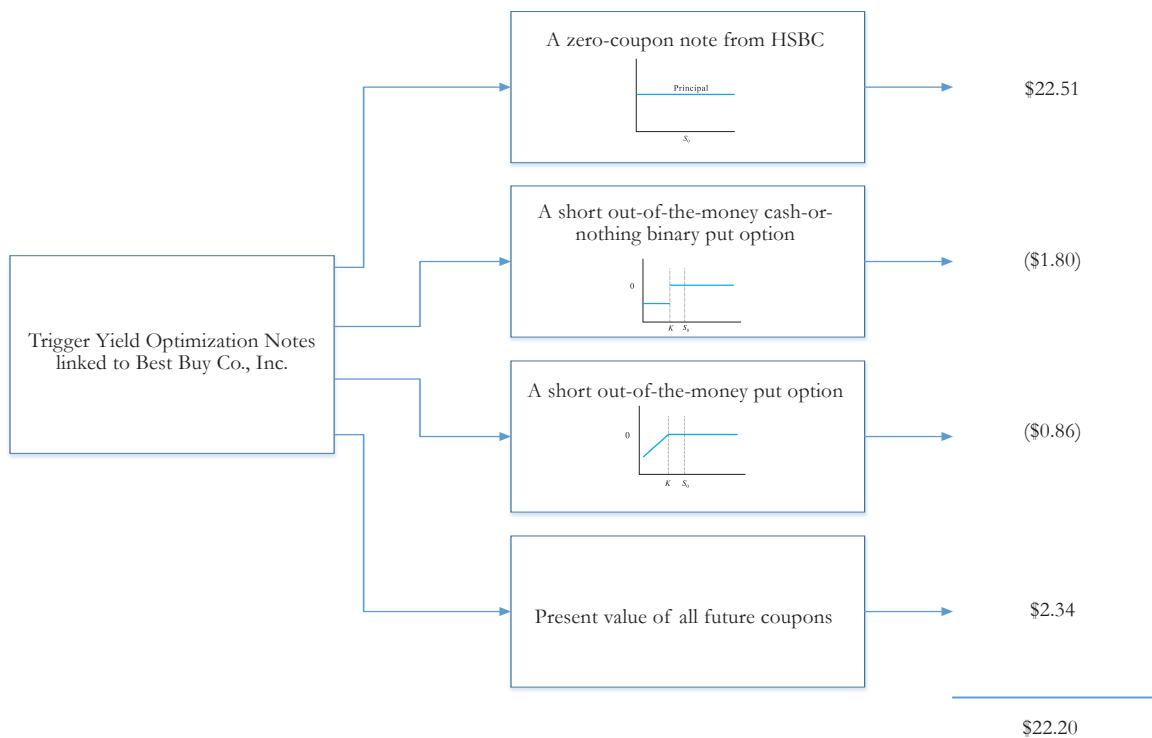 A zero-coupon note from HSBC
Principal
S₀
$22.51
A short out-of-the-money cash-or-
nothing binary put option
0
K S₀
($1.80)
Trigger Yield Optimization Notes
linked to Best Buy Co., Inc.
A short out-of-the-money put option
0
K S₀
($0.86)
Present value of all future coupons
$2.34
$22.20